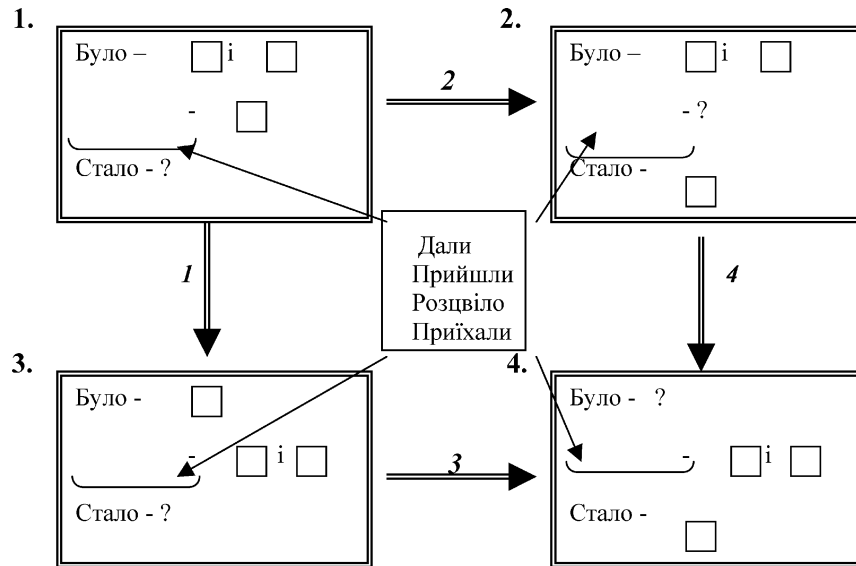 1.
Було – і
-
Стало - ?
2
2.
Було – і
- ?
Стало -
1
Дали
Прийшли
Розцвіло
Приїхали
4
3.
Було -
- і
Стало - ?
3
4.
Було - ?
- і
Стало -